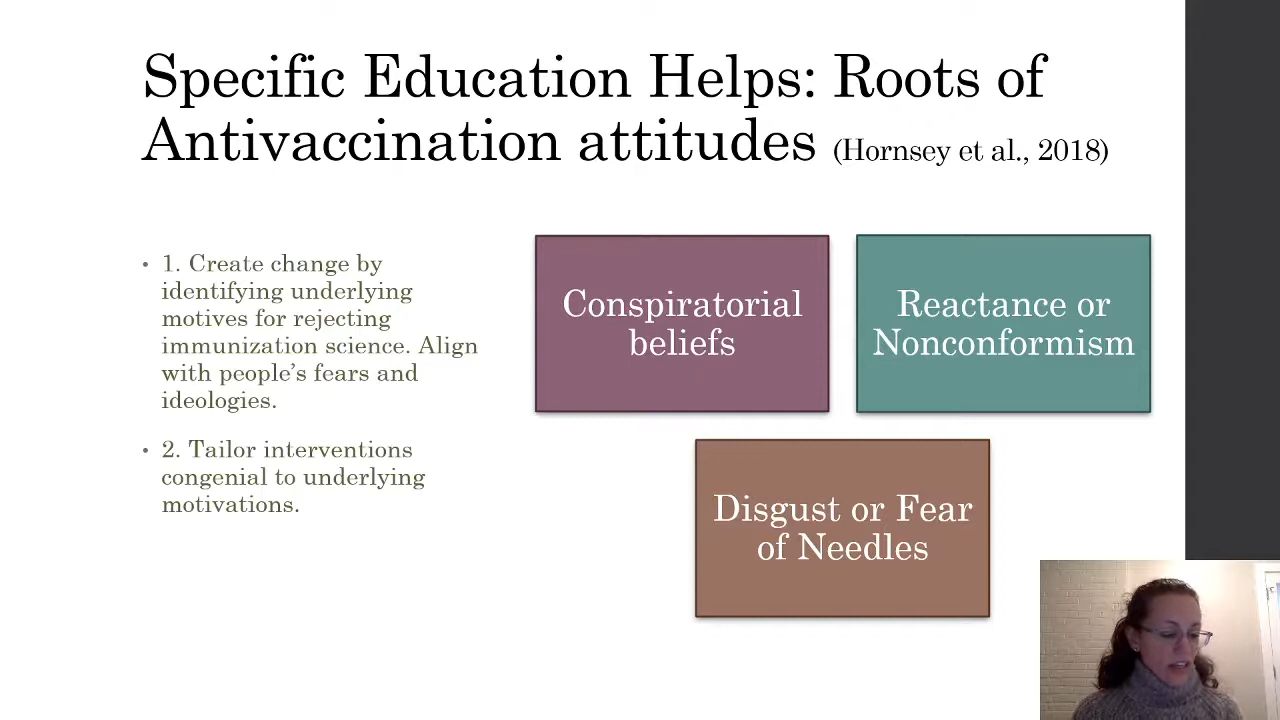 Specific Education Helps: Roots of
Antivaccination attitudes (Hornsey et al., 2018)
• 1. Create change by
identifying underlying
motives for rejecting
immunization science. Align
with people’s fears and
ideologies.
• 2. Tailor interventions
congenial to underlying
motivations.
Conspiratorial
beliefs
Reactance or
Nonconformism
Disgust or Fear
of Needles